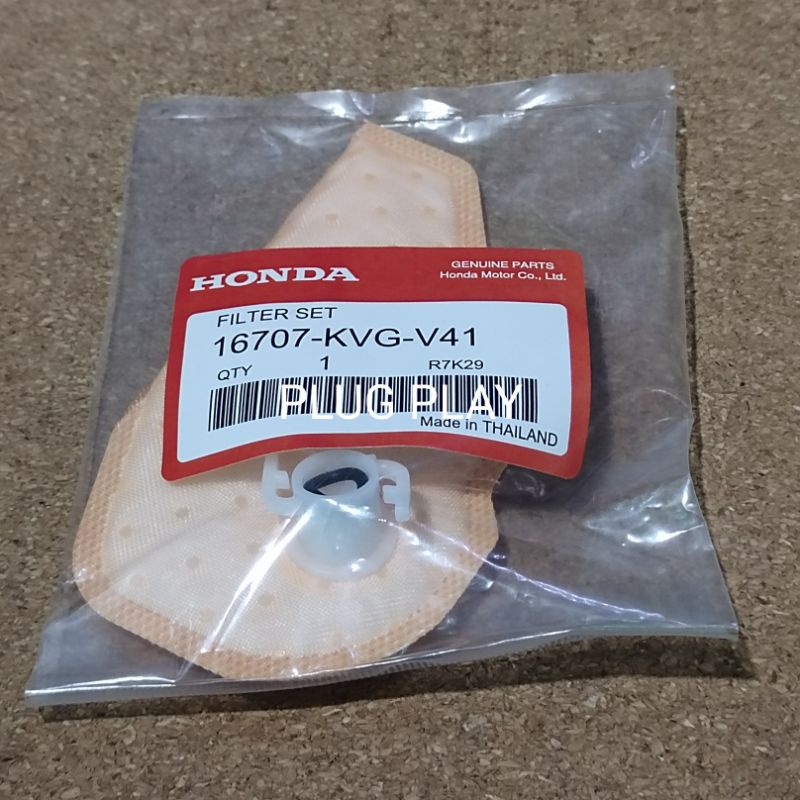 HONDA
GENUINE PARTS
Honda Motor Co., Ltd.
FILTER SET
16707-KVG-V41
QTY 1 R7K29
PLUG PLAY
Made in THAILAND